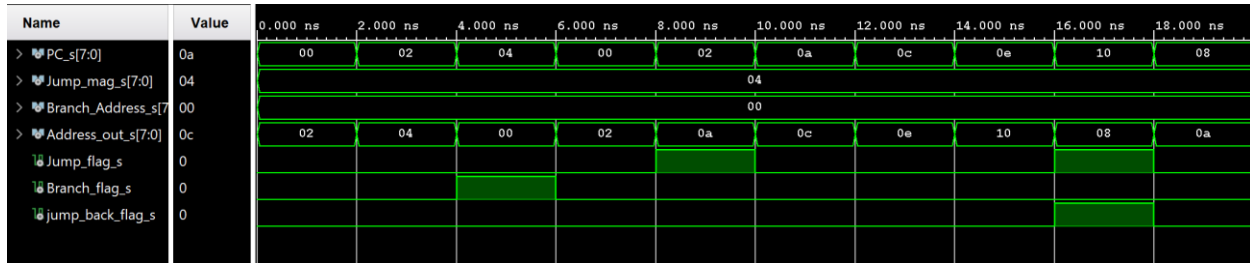 Name Value 0.000 ns 2.000 ns 4.000 ns 6.000 ns 8.000 ns 10.000 ns 12.000 ns 14.000 ns 16.000 ns 18.000 ns
> PC_s[7:0] 0a 00 02 04 00 02 0a 0c 0e 10 08
> Jump_mag_s[7:0] 04 04
> Branch_Address_s[7 00 00
> Address_out_s[7:0] 0c 02 04 00 02 0a 0c 0e 10 08 0a
Jump_flag_s 0
Branch_flag_s 0
jump_back_flag_s 0